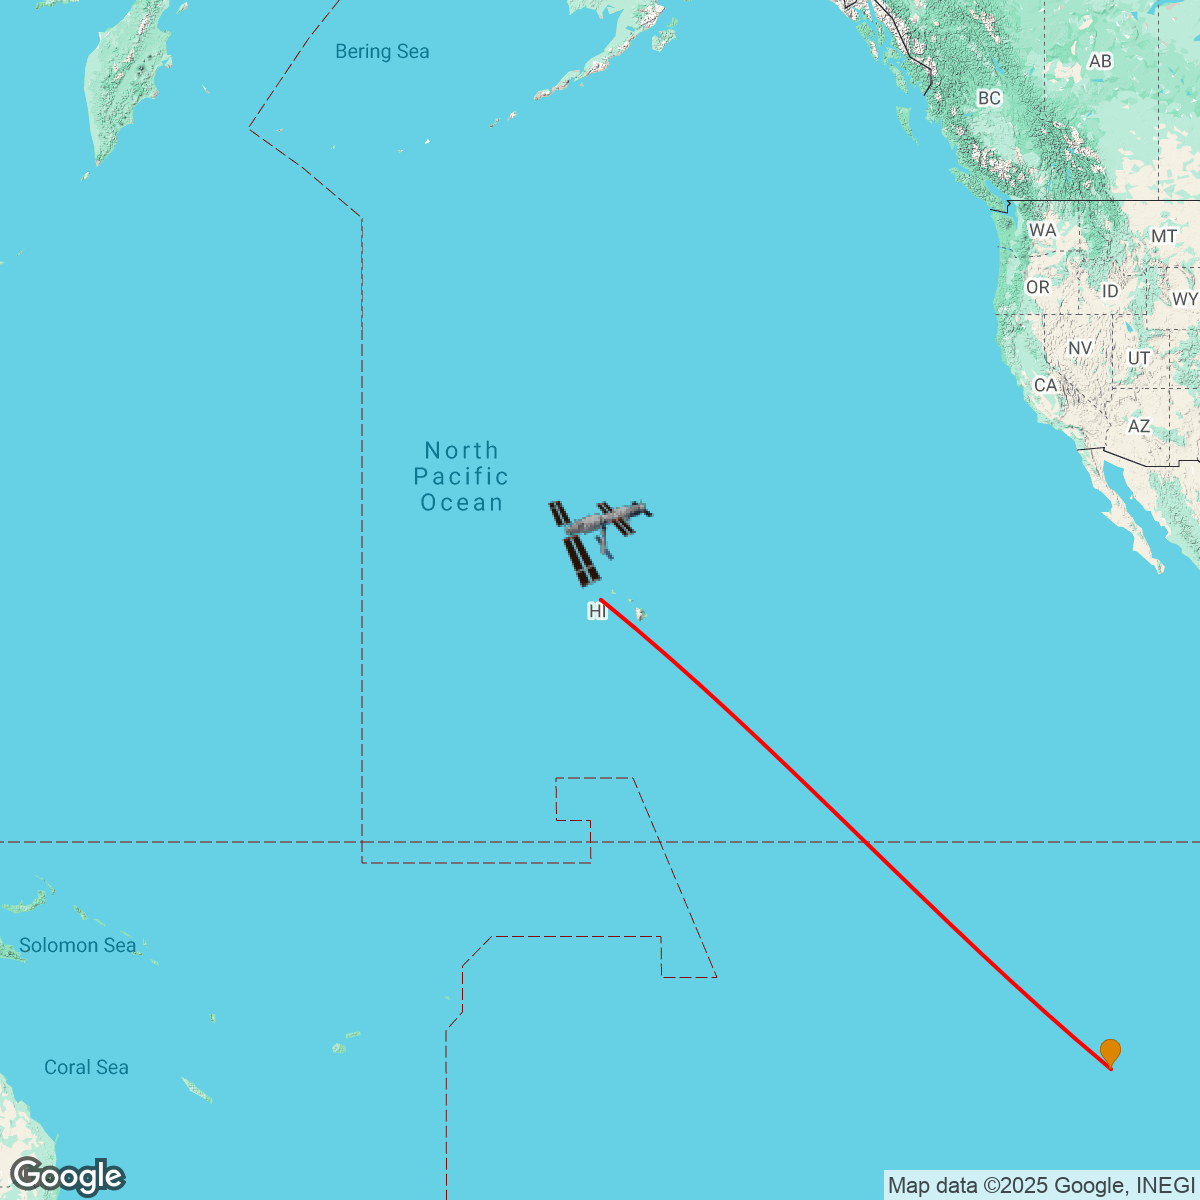 Bering Sea
AB
BC
WA
MT
OR
ID
WY
NV
UT
CA
AZ
North
Pacific
Ocean
HI
Solomon Sea
Coral Sea
Google
Map data ©2025 Google, INEGI